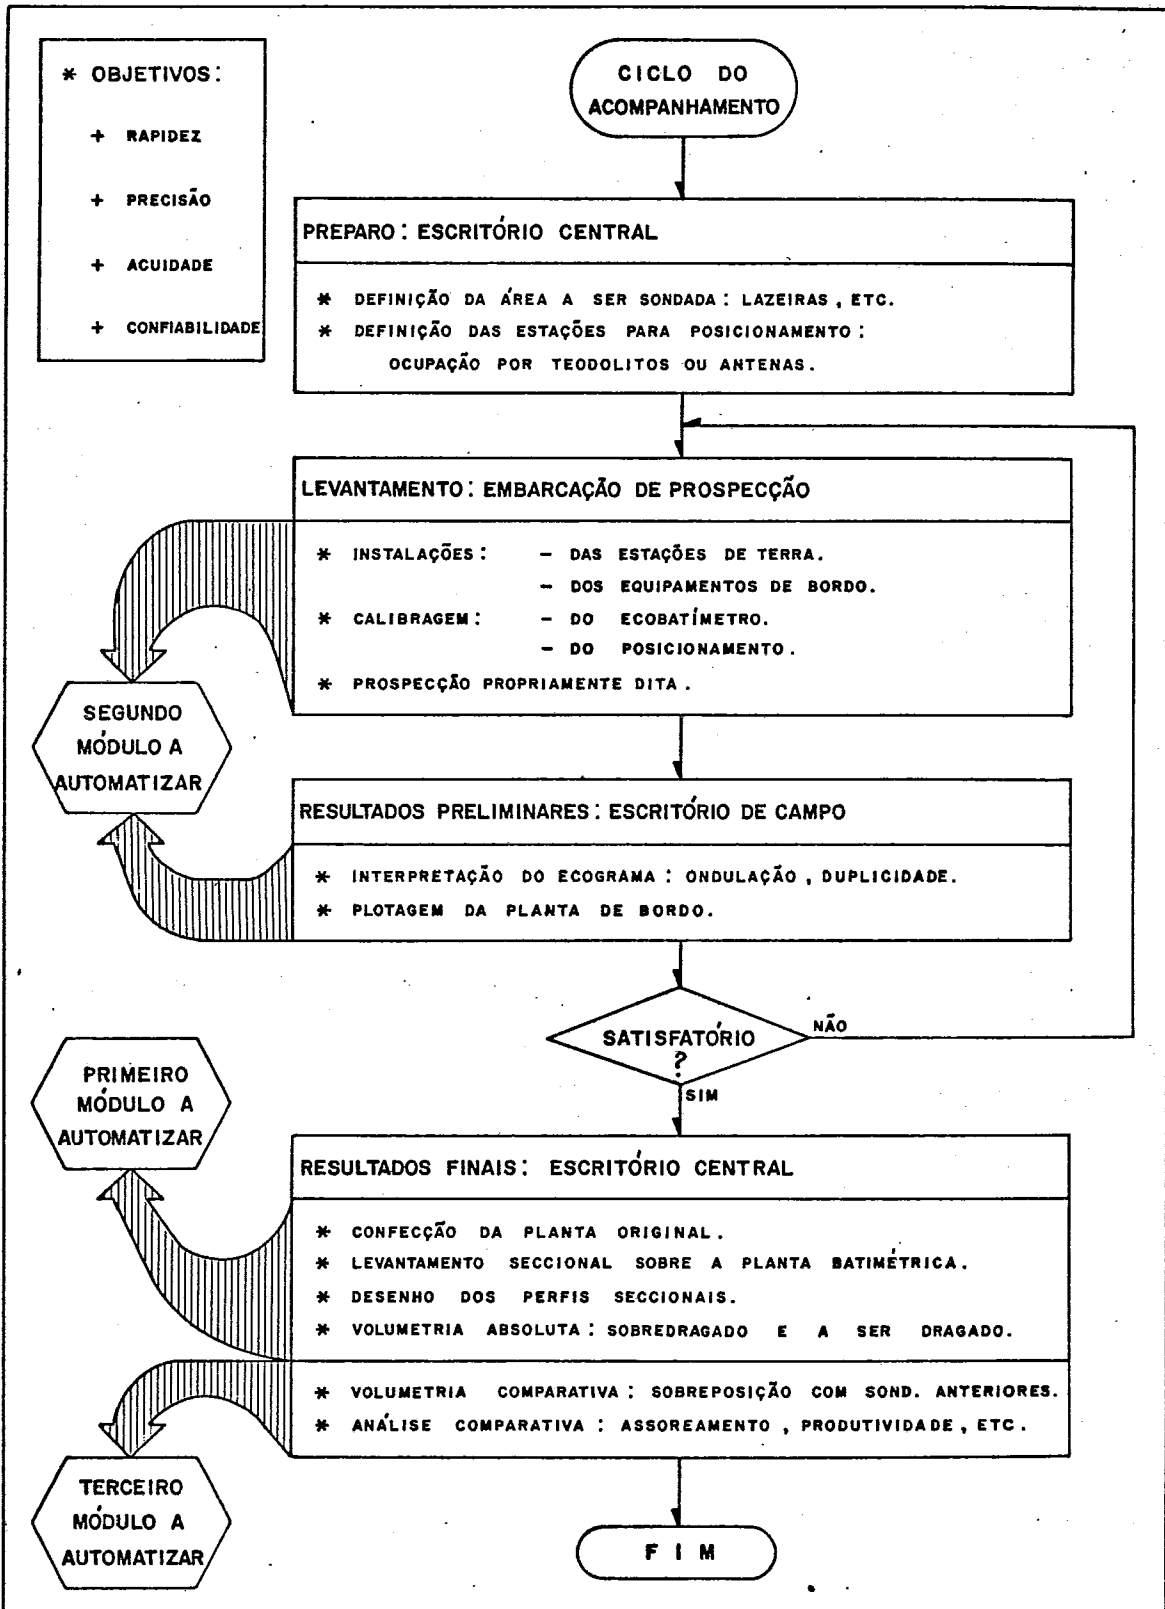 * OBJETIVOS:
+ RAPIDEZ
+ PRECISÃO
+ ACUIDADE
+ CONFIABILIDADE
CICLO DO
ACOMPANHAMENTO
PREPARO: ESCRITÓRIO CENTRAL
* DEFINIÇÃO DA ÁREA A SER SONDADA: LAZEIRAS, ETC.
* DEFINIÇÃO DAS ESTAÇÕES PARA POSICIONAMENTO:
OCUPAÇÃO POR TEODOLITOS OU ANTENAS.
LEVANTAMENTO: EMBARCAÇÃO DE PROSPECÇÃO
* INSTALAÇÕES: - DAS ESTAÇÕES DE TERRA.
- DOS EQUIPAMENTOS DE BORDO.
* CALIBRAGEM: - DO ECOBATÍMETRO.
- DO POSICIONAMENTO.
* PROSPECÇÃO PROPRIAMENTE DITA.
SEGUNDO
MÓDULO A
AUTOMATIZAR
RESULTADOS PRELIMINARES: ESCRITÓRIO DE CAMPO
* INTERPRETAÇÃO DO ECOGRAMA: ONDULAÇÃO, DUPLICIDADE.
* PLOTAGEM DA PLANTA DE BORDO.
SATISFATÓRIO
?
NÃO
SIM
PRIMEIRO
MÓDULO A
AUTOMATIZAR
RESULTADOS FINAIS: ESCRITÓRIO CENTRAL
* CONFECÇÃO DA PLANTA ORIGINAL.
* LEVANTAMENTO SECCIONAL SOBRE A PLANTA BATIMÉTRICA.
* DESENHO DOS PERFIS SECCIONAIS.
* VOLUMETRIA ABSOLUTA: SOBREDRAGADO E A SER DRAGADO.
* VOLUMETRIA COMPARATIVA: SOBREPOSIÇÃO COM SOND. ANTERIORES.
* ANÁLISE COMPARATIVA: ASSOREAMENTO, PRODUTIVIDADE, ETC.
TERCEIRO
MÓDULO A
AUTOMATIZAR
FIM